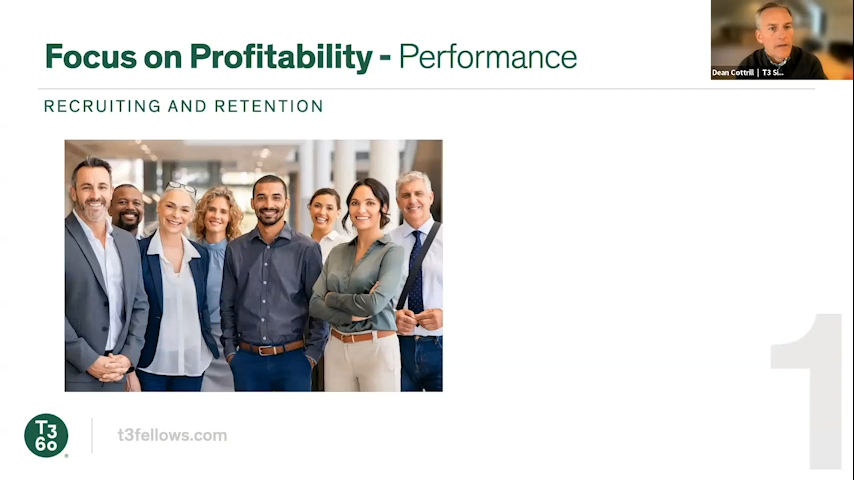 Focus on Profitability - Performance
Dean Cottrill | T3 Si...
RECRUITING AND RETENTION
1
T3
60
t3fellows.com